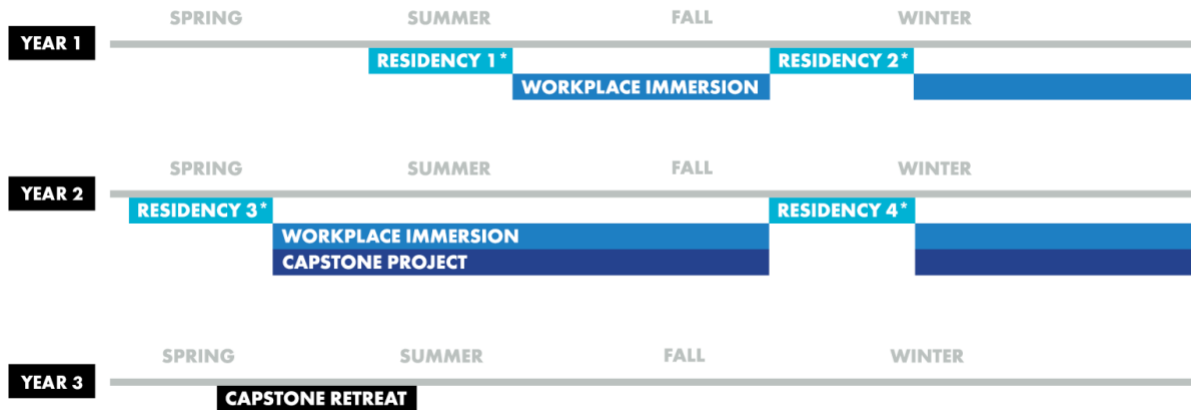 SPRING SUMMER FALL WINTER
YEAR 1
RESIDENCY 1* RESIDENCY 2*
WORKPLACE IMMERSION
SPRING SUMMER FALL WINTER
YEAR 2
RESIDENCY 3* RESIDENCY 4*
WORKPLACE IMMERSION
CAPSTONE PROJECT
SPRING SUMMER FALL WINTER
YEAR 3
CAPSTONE RETREAT